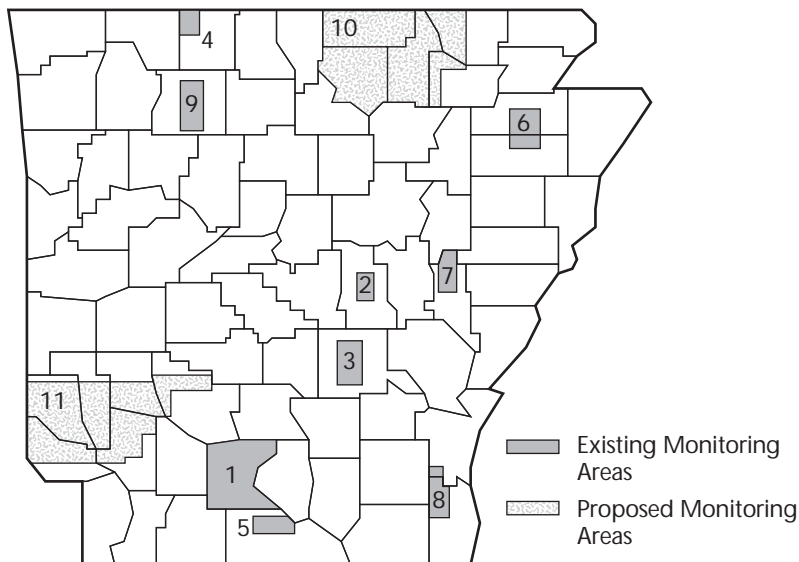 10
4
9
6
7
2
3
11
1
5
8
Existing Monitoring
Areas
Proposed Monitoring
Areas